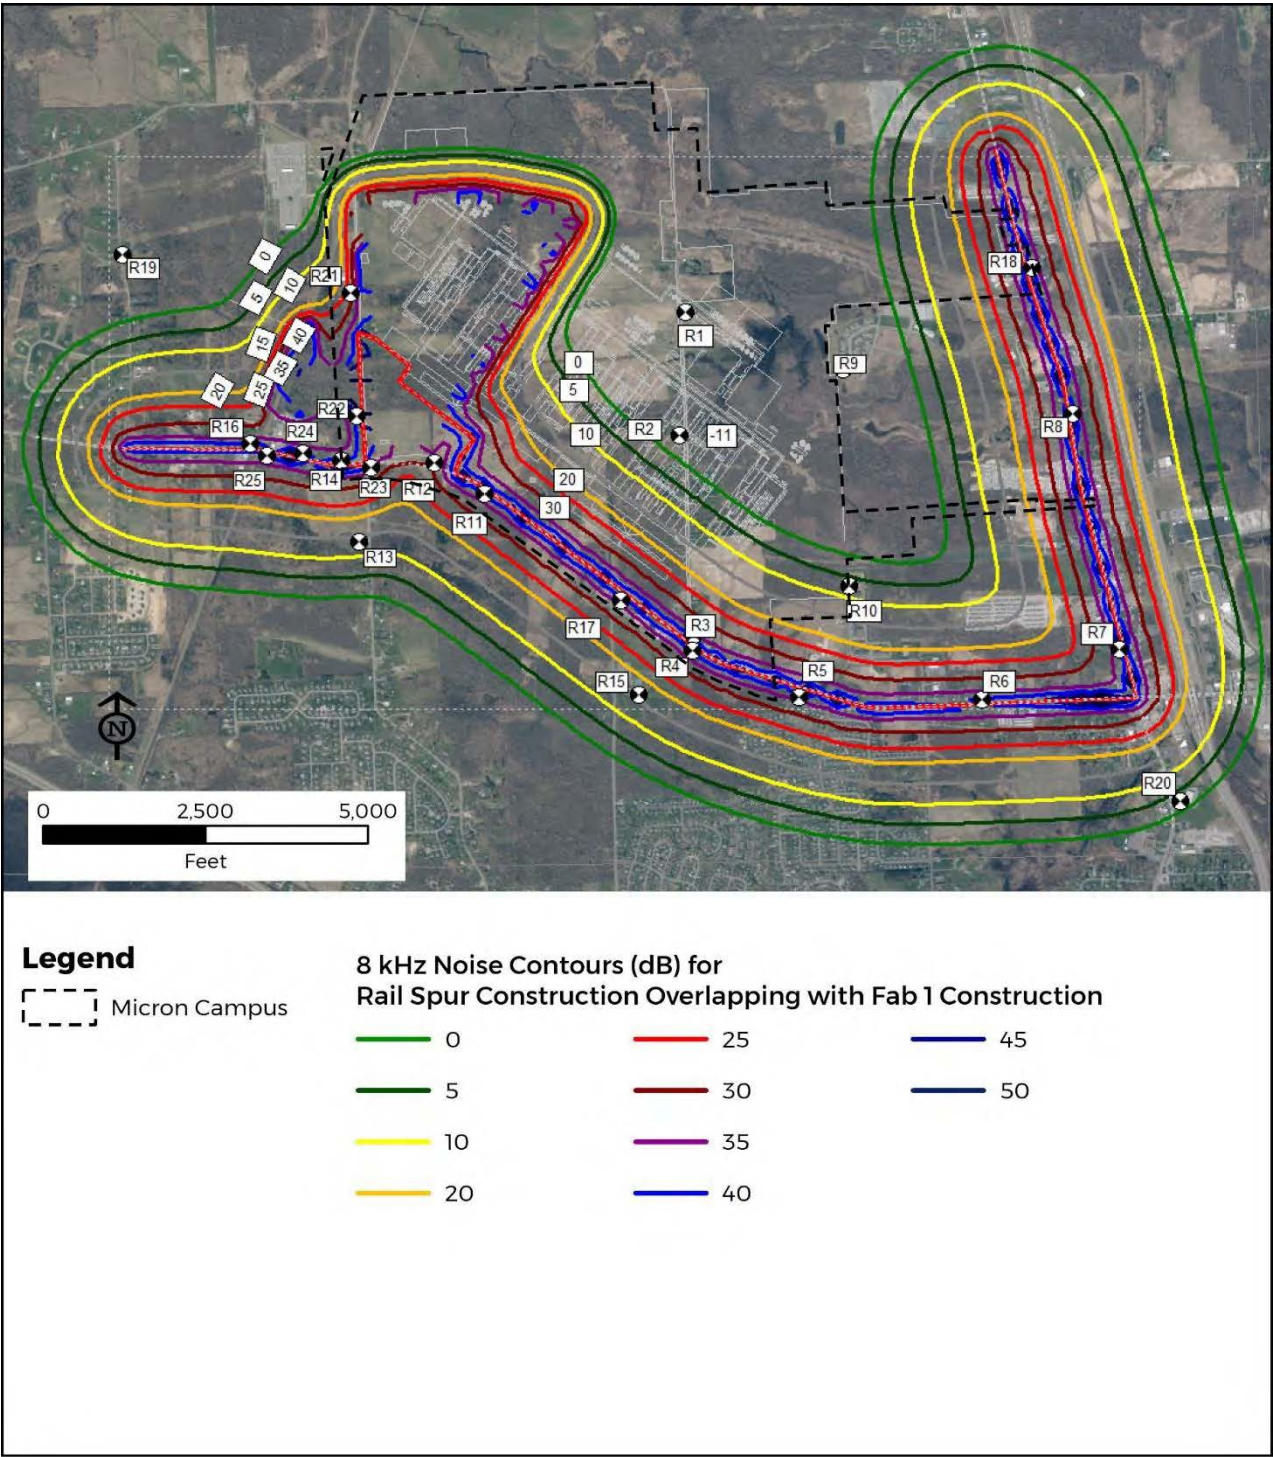 0
R19
5
10
R21
R18
15
40
R1
35
0
R9
20
25
5
R22
R16
R24
10
R2
-11
R8
R25
R14
R23
R12
20
30
R11
R13
R10
R17
R3
R7
R4
R5
R15
R6
N
R20
0 2,500 5,000
Feet
Legend
Micron Campus
8 kHz Noise Contours (dB) for
Rail Spur Construction Overlapping with Fab 1 Construction
0 25 45
5 30 50
10 35
20 40